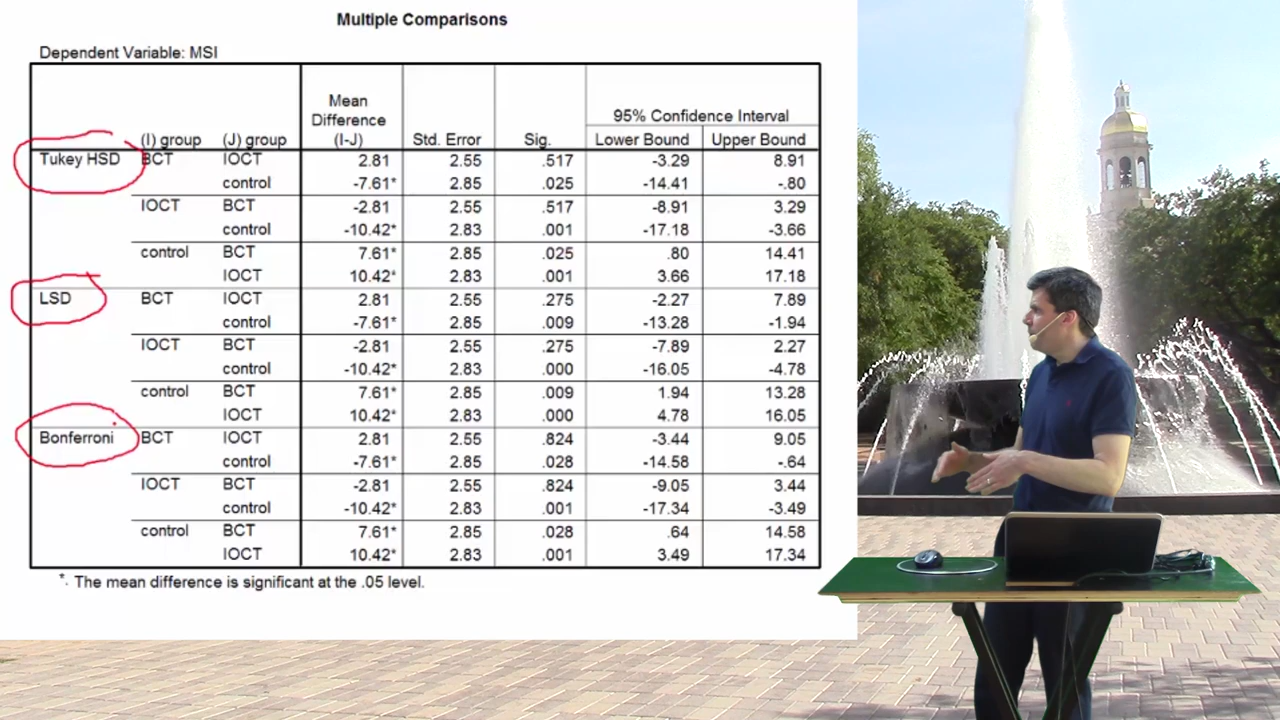 Multiple Comparisons
Dependent Variable: MSI
(I) group (J) group Mean Difference (I-J) Std. Error Sig. 95% Confidence Interval
Lower Bound Upper Bound
Tukey HSD BCT IOCT 2.81 2.55 .517 -3.29 8.91
control -7.61* 2.85 .025 -14.41 -.80
IOCT BCT -2.81 2.55 .517 -8.91 3.29
control -10.42* 2.83 .001 -17.18 -3.66
control BCT 7.61* 2.85 .025 .80 14.41
IOCT 10.42* 2.83 .001 3.66 17.18
LSD BCT IOCT 2.81 2.55 .275 -2.27 7.89
control -7.61* 2.85 .009 -13.28 -1.94
IOCT BCT -2.81 2.55 .275 -7.89 2.27
control -10.42* 2.83 .000 -16.05 -4.78
control BCT 7.61* 2.85 .009 1.94 13.28
IOCT 10.42* 2.83 .000 4.78 16.05
Bonferroni BCT IOCT 2.81 2.55 .824 -3.44 9.05
control -7.61* 2.85 .028 -14.58 -.64
IOCT BCT -2.81 2.55 .824 -9.05 3.44
control -10.42* 2.83 .001 -17.34 -3.49
control BCT 7.61* 2.85 .028 .64 14.58
IOCT 10.42* 2.83 .001 3.49 17.34
*. The mean difference is significant at the .05 level.